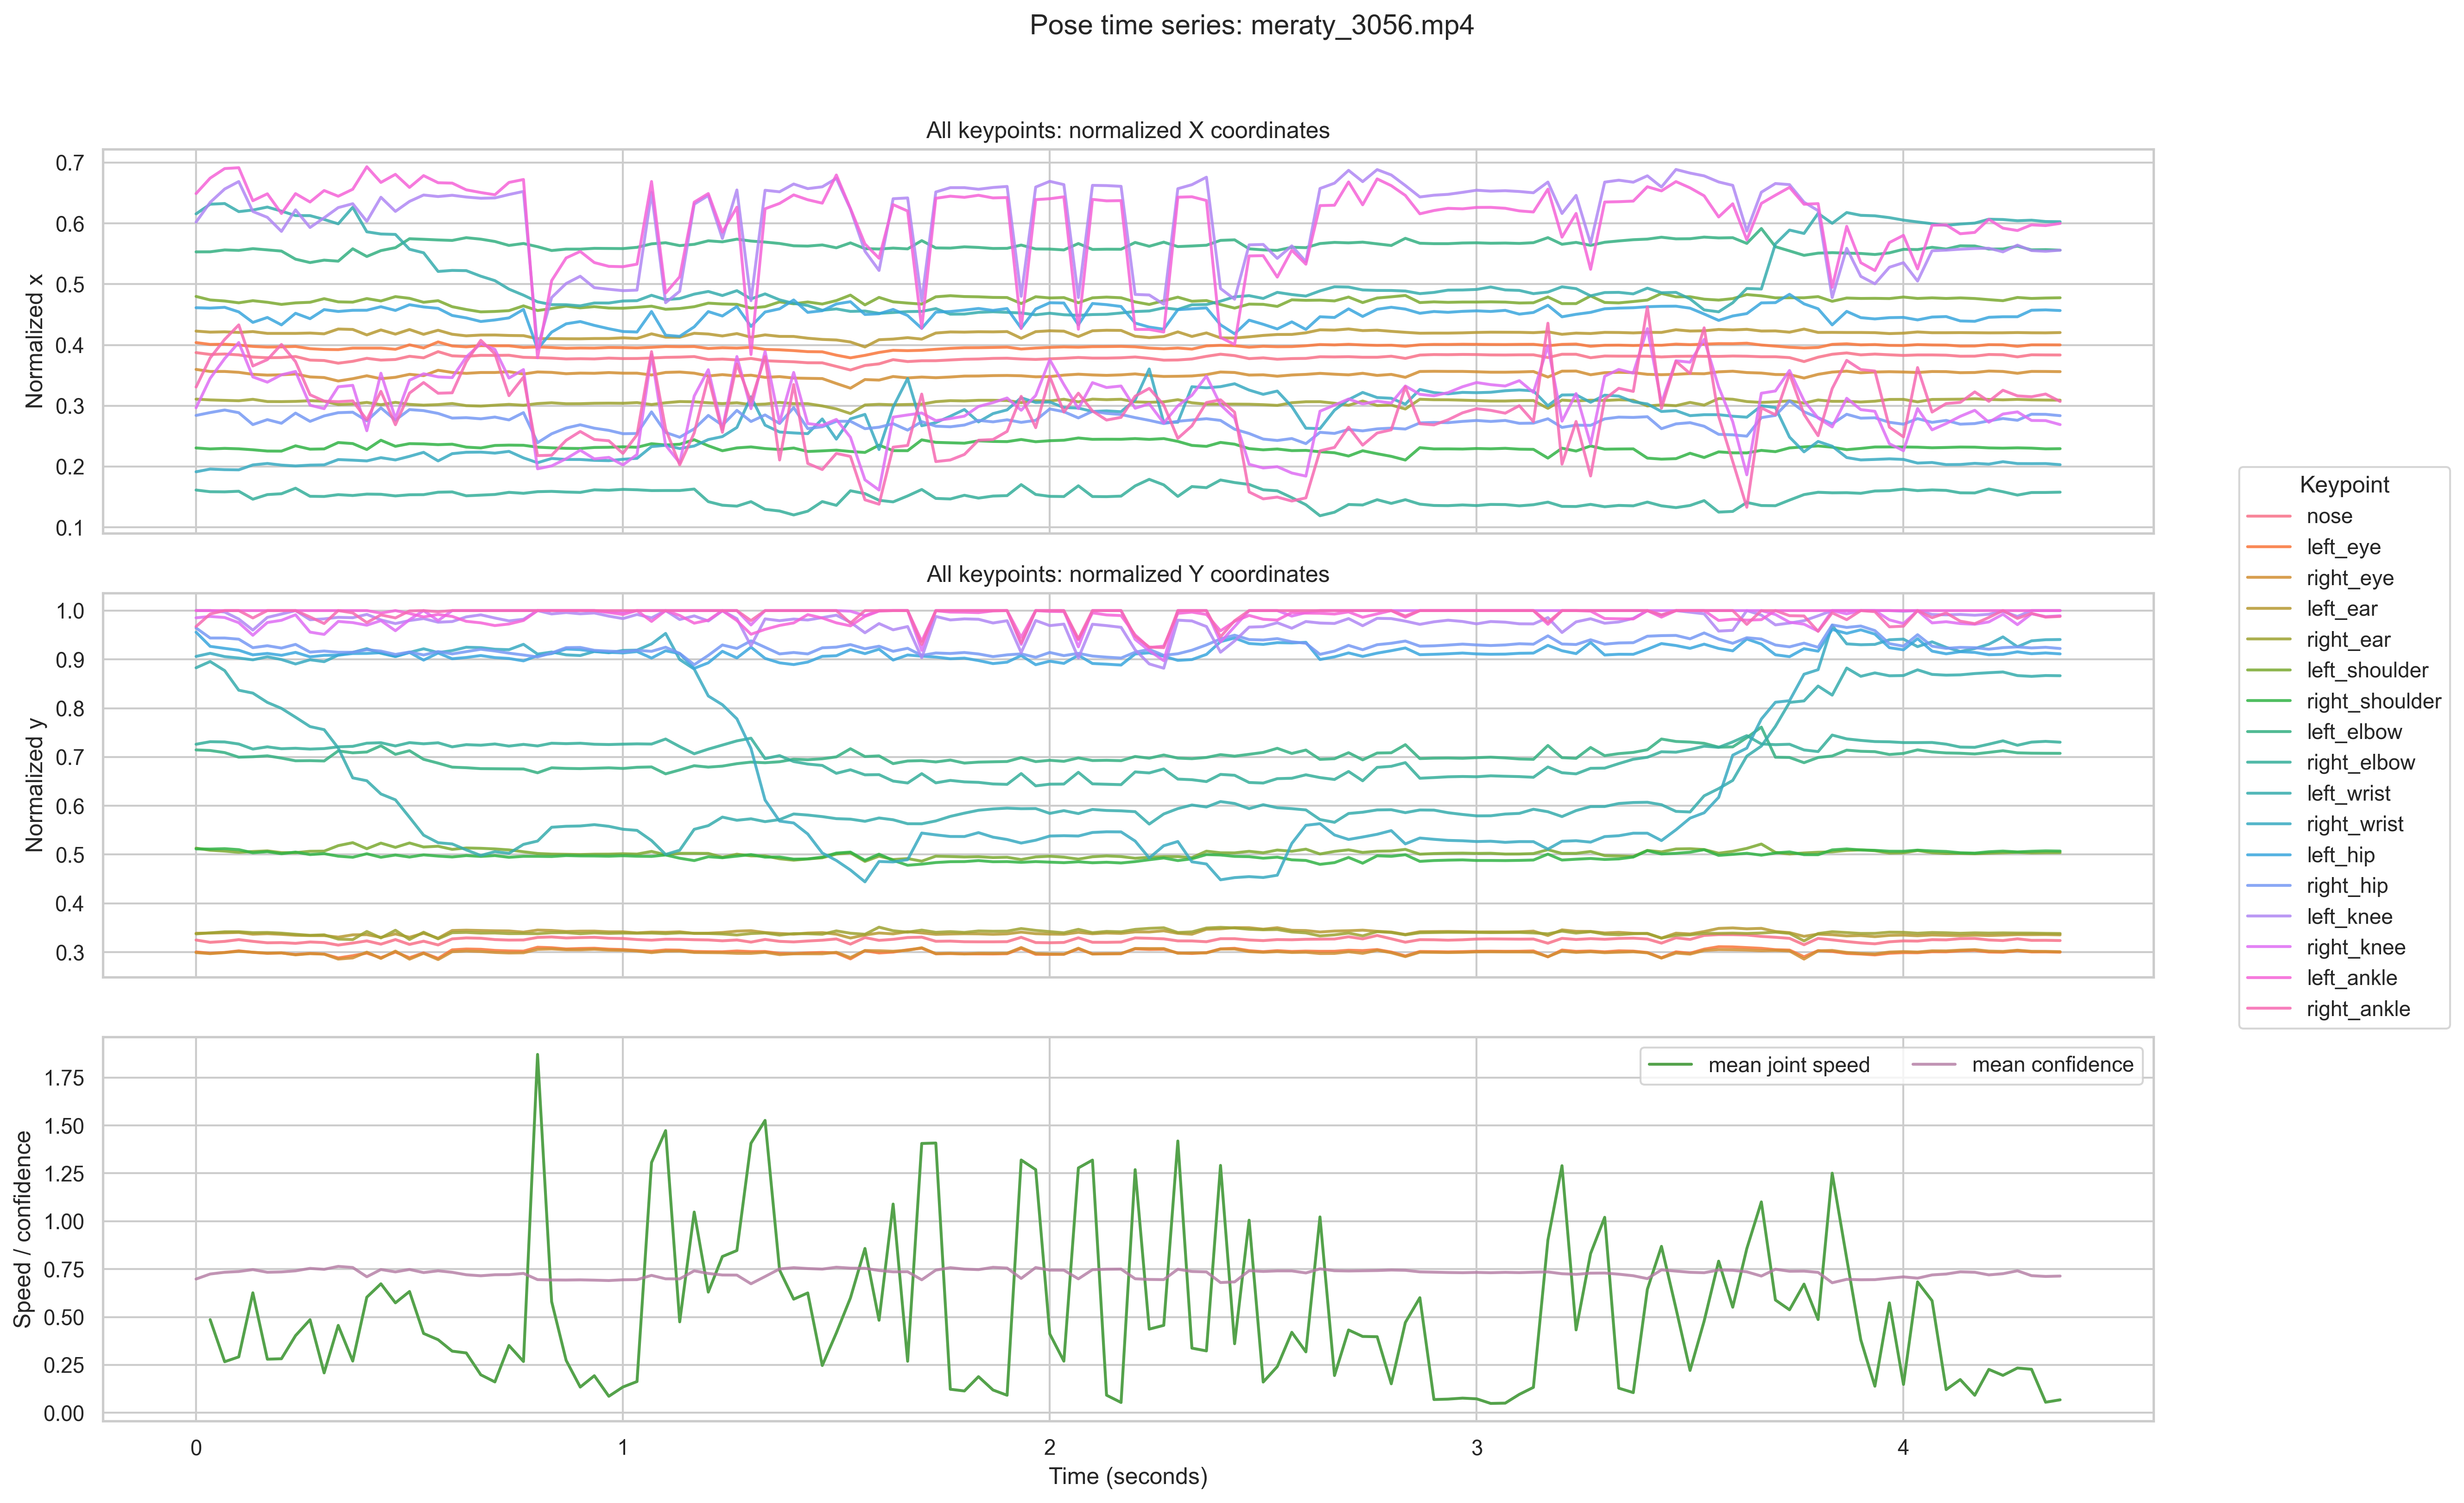 Pose time series: meraty_3056.mp4
All keypoints: normalized X coordinates
0.7
0.6
0.5
0.4
0.3
0.2
0.1
Normalized x
All keypoints: normalized Y coordinates
1.0
0.9
0.8
0.7
0.6
0.5
0.4
0.3
Normalized y
mean joint speed
mean confidence
1.75
1.50
1.25
1.00
0.75
0.50
0.25
0.00
Speed / confidence
0
1
2
3
4
Time (seconds)
Keypoint
nose
left_eye
right_eye
left_ear
right_ear
left_shoulder
right_shoulder
left_elbow
right_elbow
left_wrist
right_wrist
left_hip
right_hip
left_knee
right_knee
left_ankle
right_ankle